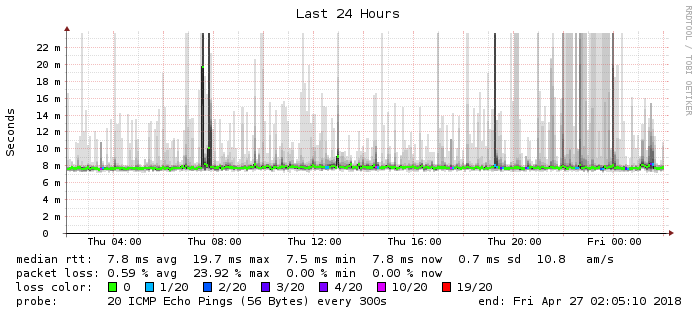 Last 24 Hours
RRDTOOL / TOBI OETIKER
Seconds
22 m
20 m
18 m
16 m
14 m
12 m
10 m
8 m
6 m
4 m
2 m
0
Thu 04:00 Thu 08:00 Thu 12:00 Thu 16:00 Thu 20:00 Fri 00:00
median rtt: 7.8 ms avg 19.7 ms max 7.5 ms min 7.8 ms now 0.7 ms sd 10.8 am/s
packet loss: 0.59 % avg 23.92 % max 0.00 % min 0.00 % now
loss color: 0 1/20 2/20 3/20 4/20 10/20 19/20
probe: 20 ICMP Echo Pings (56 Bytes) every 300s end: Fri Apr 27 02:05:10 2018